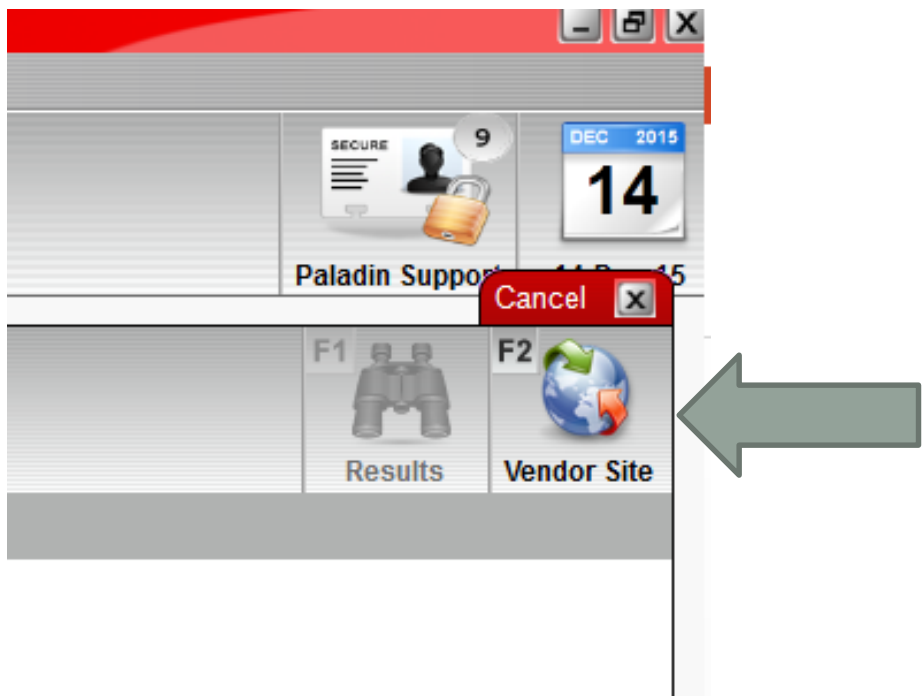 SECURE
9
DEC 2015
14
Paladin Support
Cancel
F1
F2
Results
Vendor Site